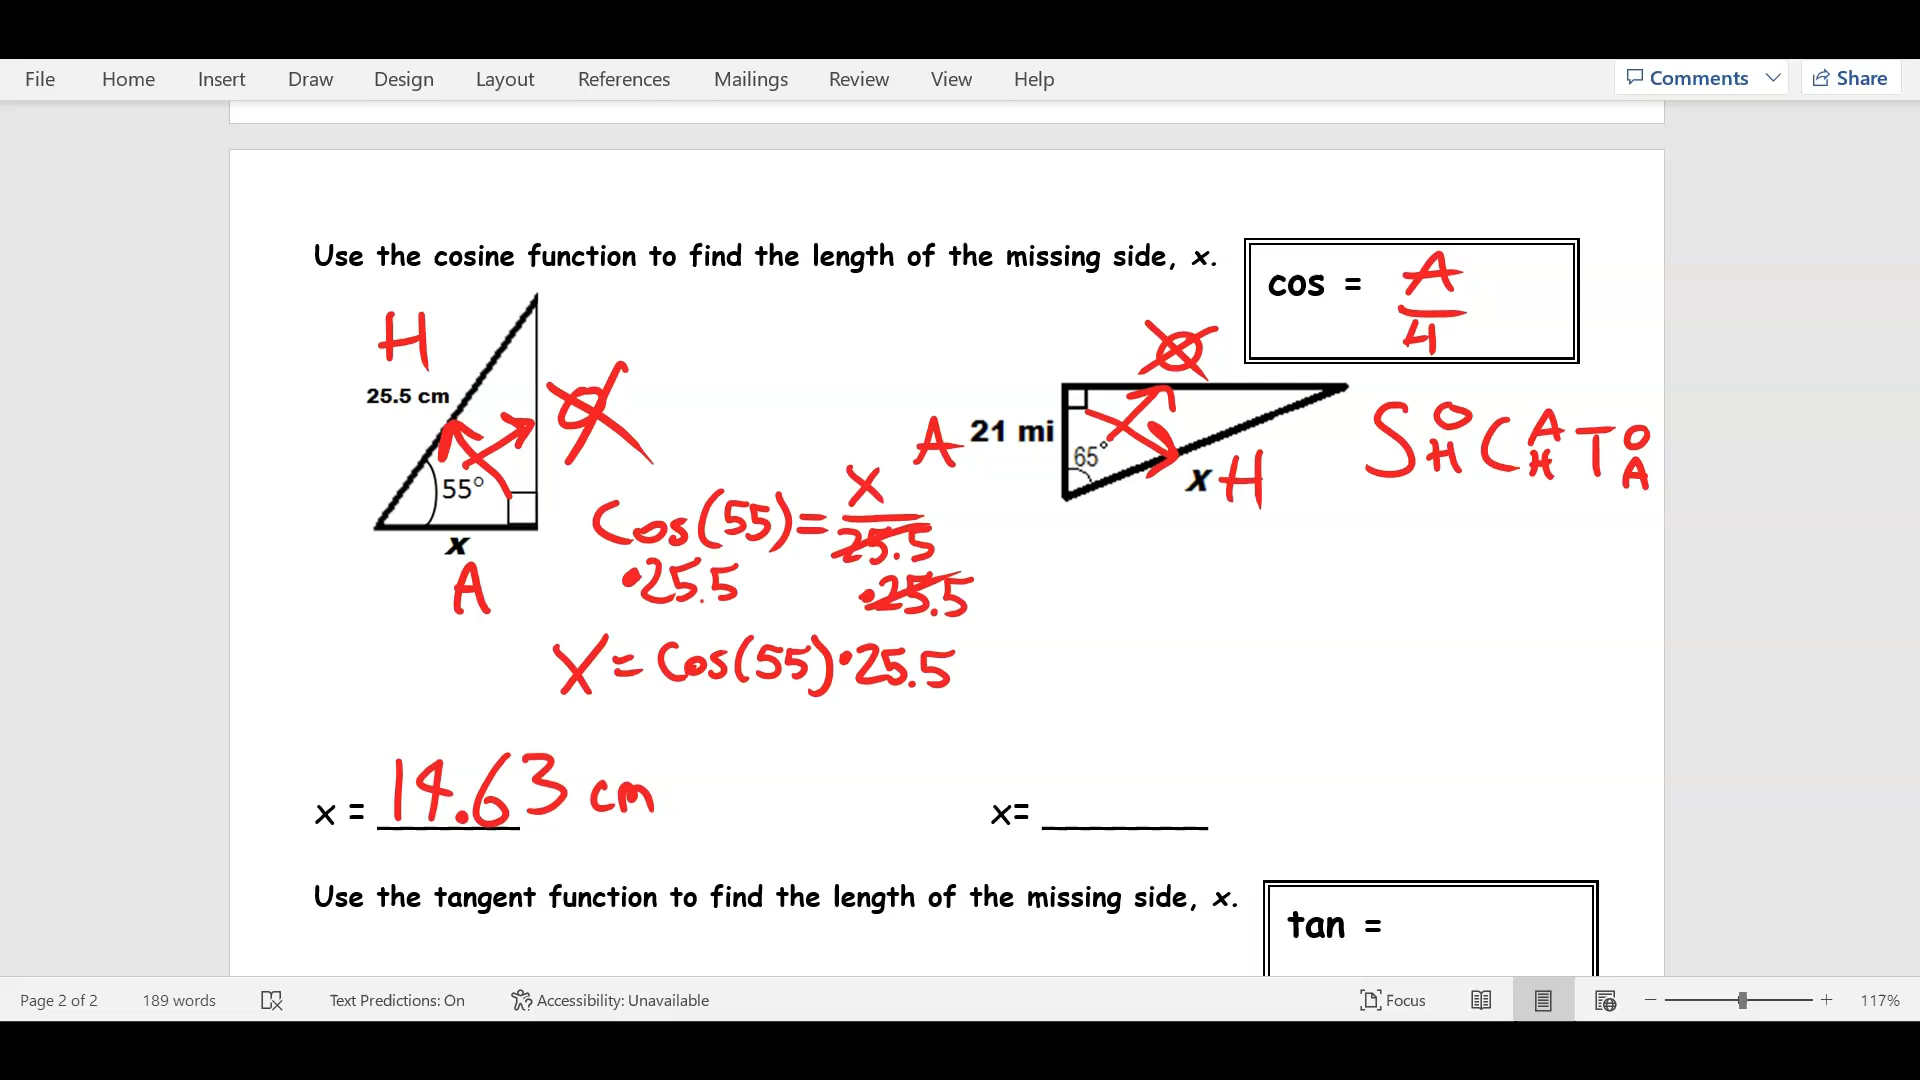 File Home Insert Draw Design Layout References Mailings Review View Help Comments Share
Use the cosine function to find the length of the missing side, x.
cos = A
H
H
25.5 cm
55°
x
A
O
A 21 mi
65°
x H
O
S O H C A H T O A
Cos(55) = x
25.5
•25.5 •25.5
X = Cos(55)•25.5
x = 14.63 cm
x= ________
Use the tangent function to find the length of the missing side, x.
tan =
Page 2 of 2 189 words Text Predictions: On Accessibility: Unavailable Focus 117%